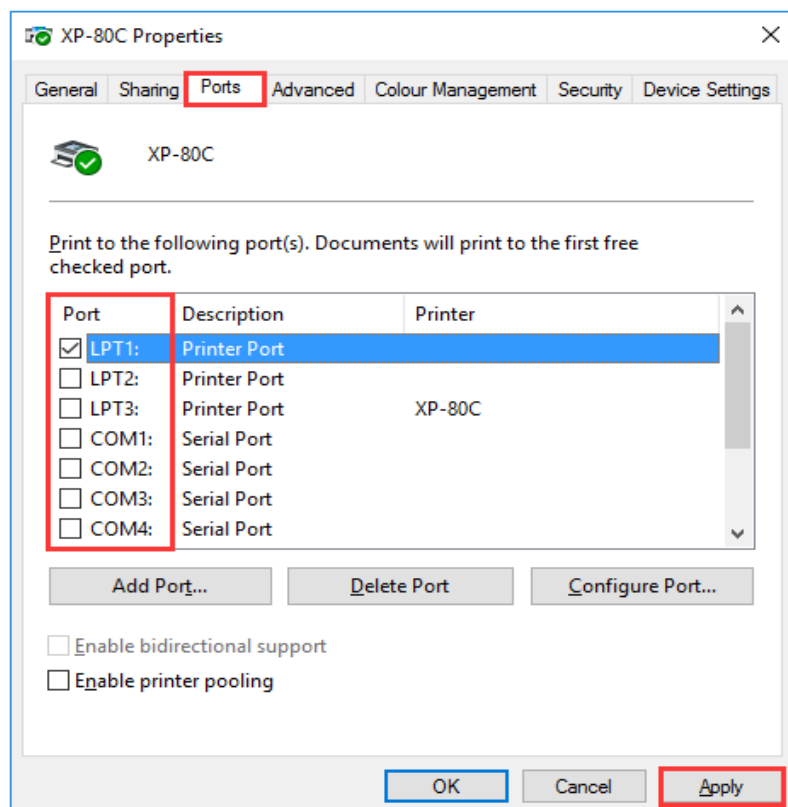 XP-80C Properties
General Sharing Ports Advanced Colour Management Security Device Settings
XP-80C
Print to the following port(s). Documents will print to the first free
checked port.
Port Description Printer
LPT1: Printer Port
LPT2: Printer Port
LPT3: Printer Port XP-80C
COM1: Serial Port
COM2: Serial Port
COM3: Serial Port
COM4: Serial Port
Add Port... Delete Port Configure Port...
Enable bidirectional support
Enable printer pooling
OK Cancel Apply